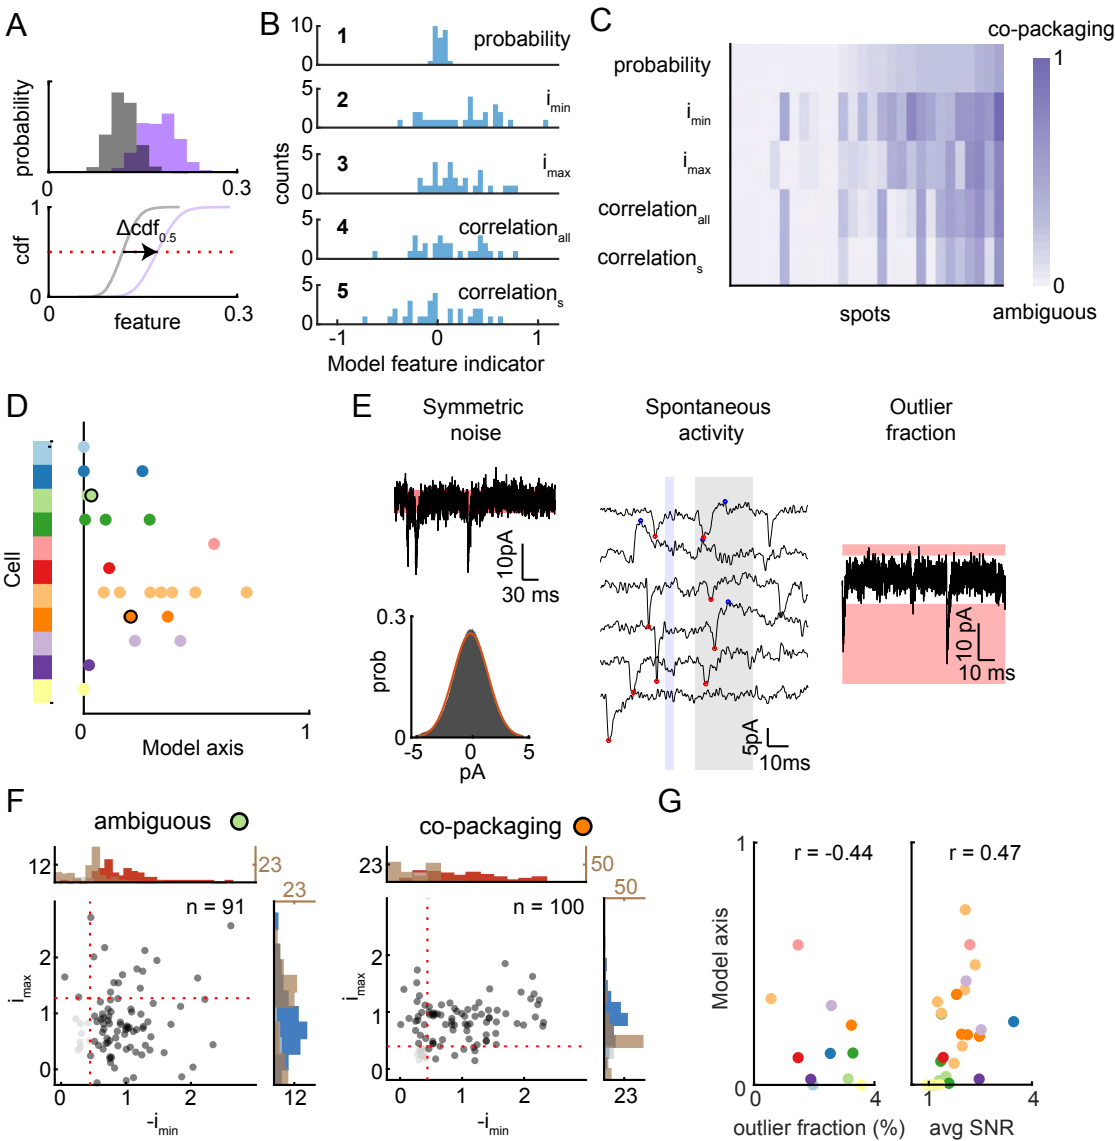 A
probability
0
0.3
1
cdf
Δcdf0.5
0
0
feature
0.3
B
10
1
probability
0
5
2
imin
0
counts
5
3
imax
0
5
4
correlationall
0
5
5
correlations
0
-1
0
1
Model feature indicator
C
co-packaging
probability
1
imin
imax
correlationall
correlations
0
spots
ambiguous
D
Cell
0
1
Model axis
E
Symmetric
noise
Spontaneous
activity
Outlier
fraction
10pA
30 ms
0.3
prob
0
-5
0
5
pA
5pA
10ms
10 pA
10 ms
F
ambiguous
12
23
23
n = 91
2
imax
1
0
0
1
2
-imin
12
co-packaging
23
50
50
n = 100
2
imax
1
0
0
1
2
-imin
23
G
1
r = -0.44
r = 0.47
Model axis
0
0
4
outlier fraction (%)
1
4
avg SNR